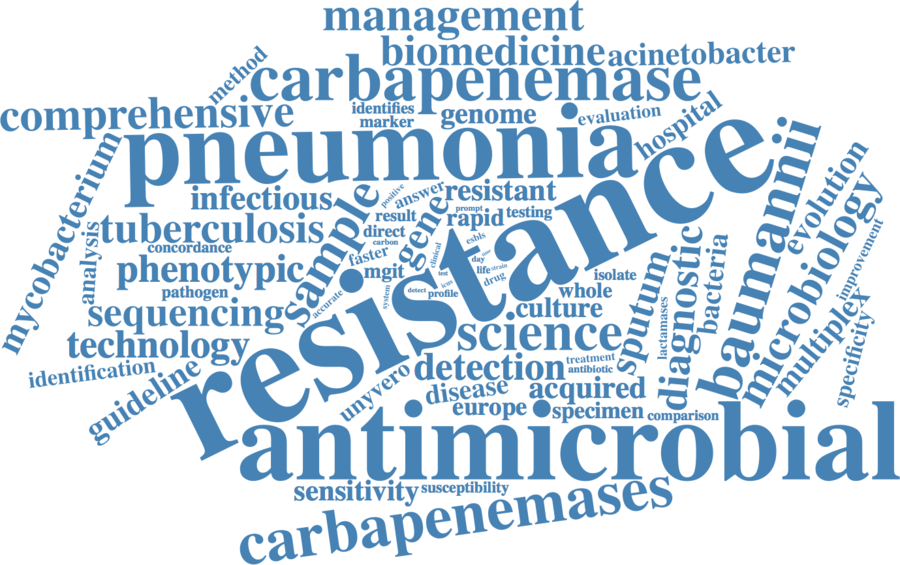 management
biomedicine
acinetobacter
method
carbapenemase
comprehensive
identifies
marker
genome
evaluation
hospital
pneumonia
resistance
baumannii
evolution
mycobacterium
infectious
positive
answer
resistant
sample
gene
result
prompt
rapid
testing
tuberculosis
direct
carbon
concordance
analysis
phenotypic
faster
mgit
clinical
esbls
time
day
life
strain
test
icus
drug
isolate
whole
pathogen
accurate
system
detect
profile
culture
sputum
diagnostic
bacteria
microbiology
improvement
sequencing
science
technology
lactamases
multiplex
specificity
identification
guideline
detection
treatment
antibiotic
unyvero
disease
acquired
europe
specimen
comparison
antimicrobial
sensitivity
susceptibility
carbapenemases